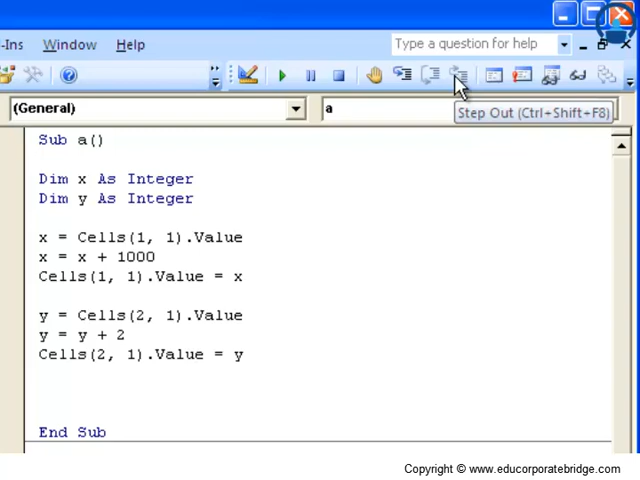 -Ins Window Help Type a question for help
(General) a
Step Out (Ctrl+Shift+F8)
Sub a()
Dim x As Integer
Dim y As Integer
x = Cells(1, 1).Value
x = x + 1000
Cells(1, 1).Value = x
y = Cells(2, 1).Value
y = y + 2
Cells(2, 1).Value = y
End Sub
Copyright © www.educorporatebridge.com